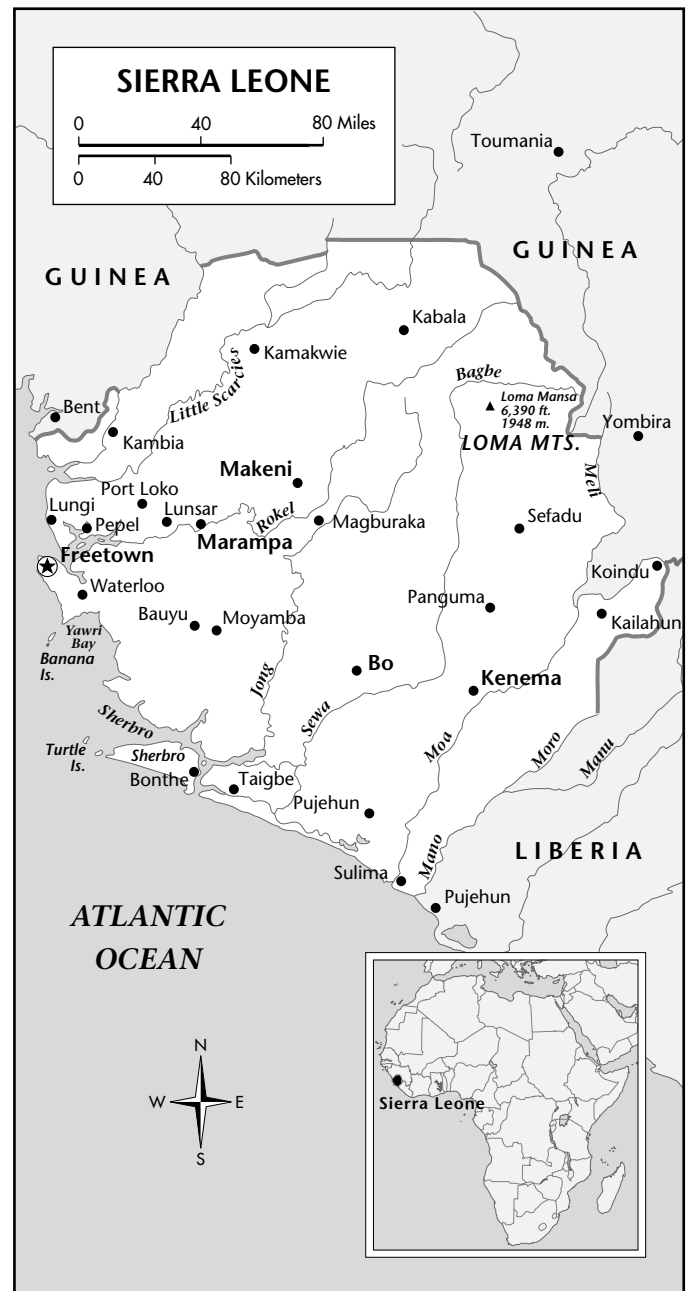 SIERRA LEONE
0 40 80 Miles
0 40 80 Kilometers
Toumania
GUINEA
GUINEA
Kabala
Kamakwie
Little Scarcies
Bagbe
Loma Mansa
6,390 ft.
1948 m.
LOMA MTS.
Bent
Kambia
Yombira
Makeni
Meli
Port Loko
Lungi
Lunsar
Rokel
Pepel
Marampa
Magburaka
Sefadu
Freetown
Koindu
Waterloo
Panguma
Bauyu
Moyamba
Kailahun
Yawri
Bay
Banana
Is.
Bo
Jong
Kenema
Sewa
Sherbro
Moa
Moro
Manu
Turtle
Is.
Sherbro
Bonthe
Taigbe
Pujehun
Mano
LIBERIA
Sulima
Pujehun
ATLANTIC
OCEAN
N
W E
S
Sierra Leone